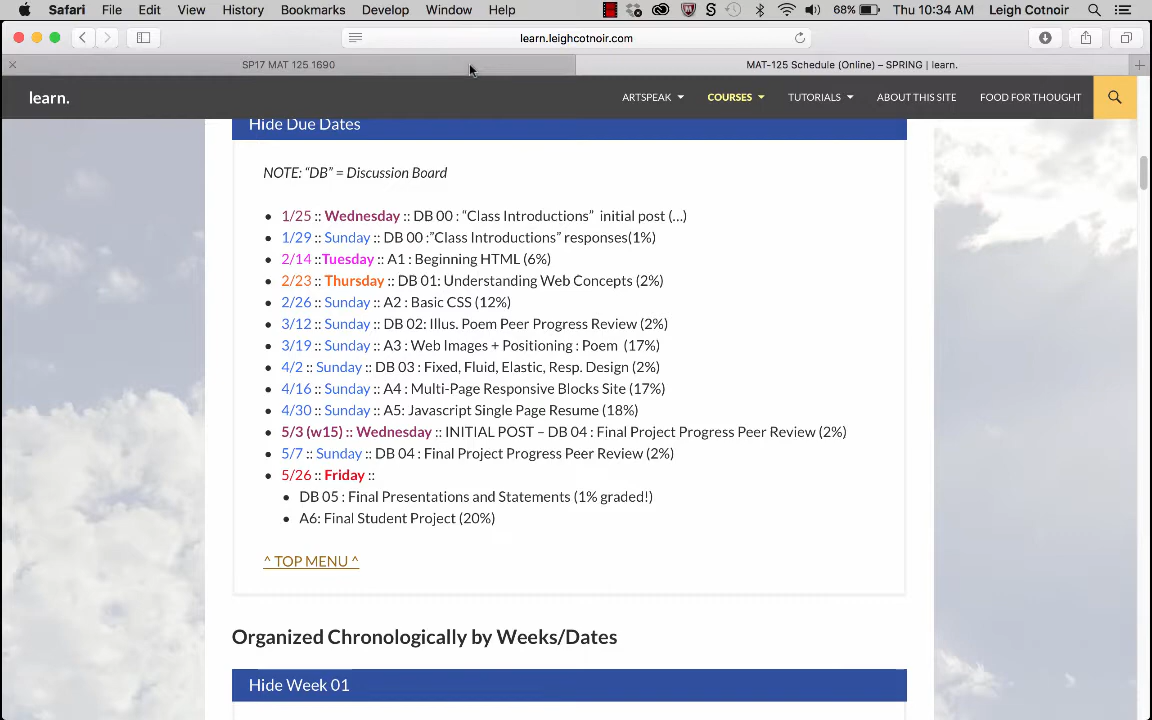 Safari File Edit View History Bookmarks Develop Window Help 68% Thu 10:34 AM Leigh Cotnoir
learn.leighcotnoir.com
SP17 MAT 125 1690
MAT-125 Schedule (Online) – SPRING | learn.
learn.
ARTSPEAK COURSES TUTORIALS ABOUT THIS SITE FOOD FOR THOUGHT
Hide Due Dates
NOTE: “DB” = Discussion Board
• 1/25 :: Wednesday :: DB 00 : “Class Introductions”  initial post (…)
• 1/29 :: Sunday :: DB 00 :”Class Introductions” responses(1%)
• 2/14 ::Tuesday :: A1 : Beginning HTML (6%)
• 2/23 :: Thursday :: DB 01: Understanding Web Concepts (2%)
• 2/26 :: Sunday :: A2 : Basic CSS (12%)
• 3/12 :: Sunday :: DB 02: Illus. Poem Peer Progress Review (2%)
• 3/19 :: Sunday :: A3 : Web Images + Positioning : Poem  (17%)
• 4/2 :: Sunday :: DB 03 : Fixed, Fluid, Elastic, Resp. Design (2%)
• 4/16 :: Sunday :: A4 : Multi-Page Responsive Blocks Site (17%)
• 4/30 :: Sunday :: A5: Javascript Single Page Resume (18%)
• 5/3 (w15) :: Wednesday :: INITIAL POST – DB 04 : Final Project Progress Peer Review (2%)
• 5/7 :: Sunday :: DB 04 : Final Project Progress Peer Review (2%)
• 5/26 :: Friday ::
• DB 05 : Final Presentations and Statements (1% graded!)
• A6: Final Student Project (20%)
^ TOP MENU ^
Organized Chronologically by Weeks/Dates
Hide Week 01